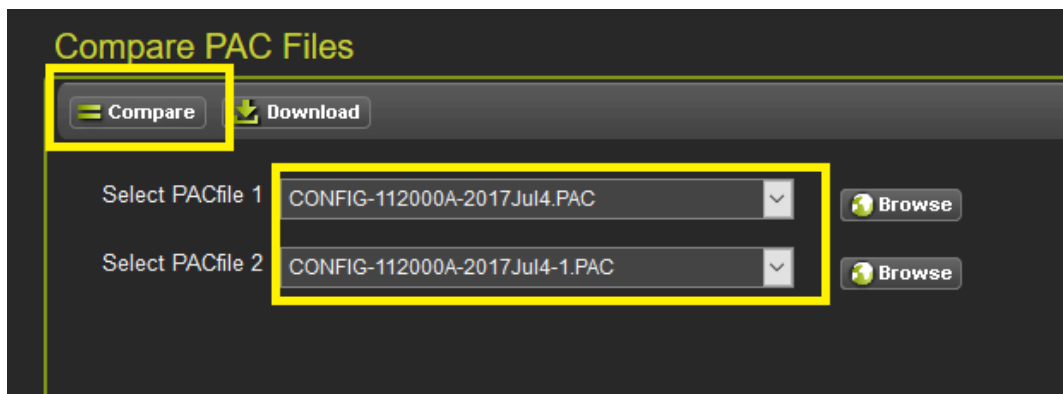 Compare PAC Files
Compare Download
Select PACfile 1 CONFIG-112000A-2017Jul4.PAC Browse
Select PACfile 2 CONFIG-112000A-2017Jul4-1.PAC Browse